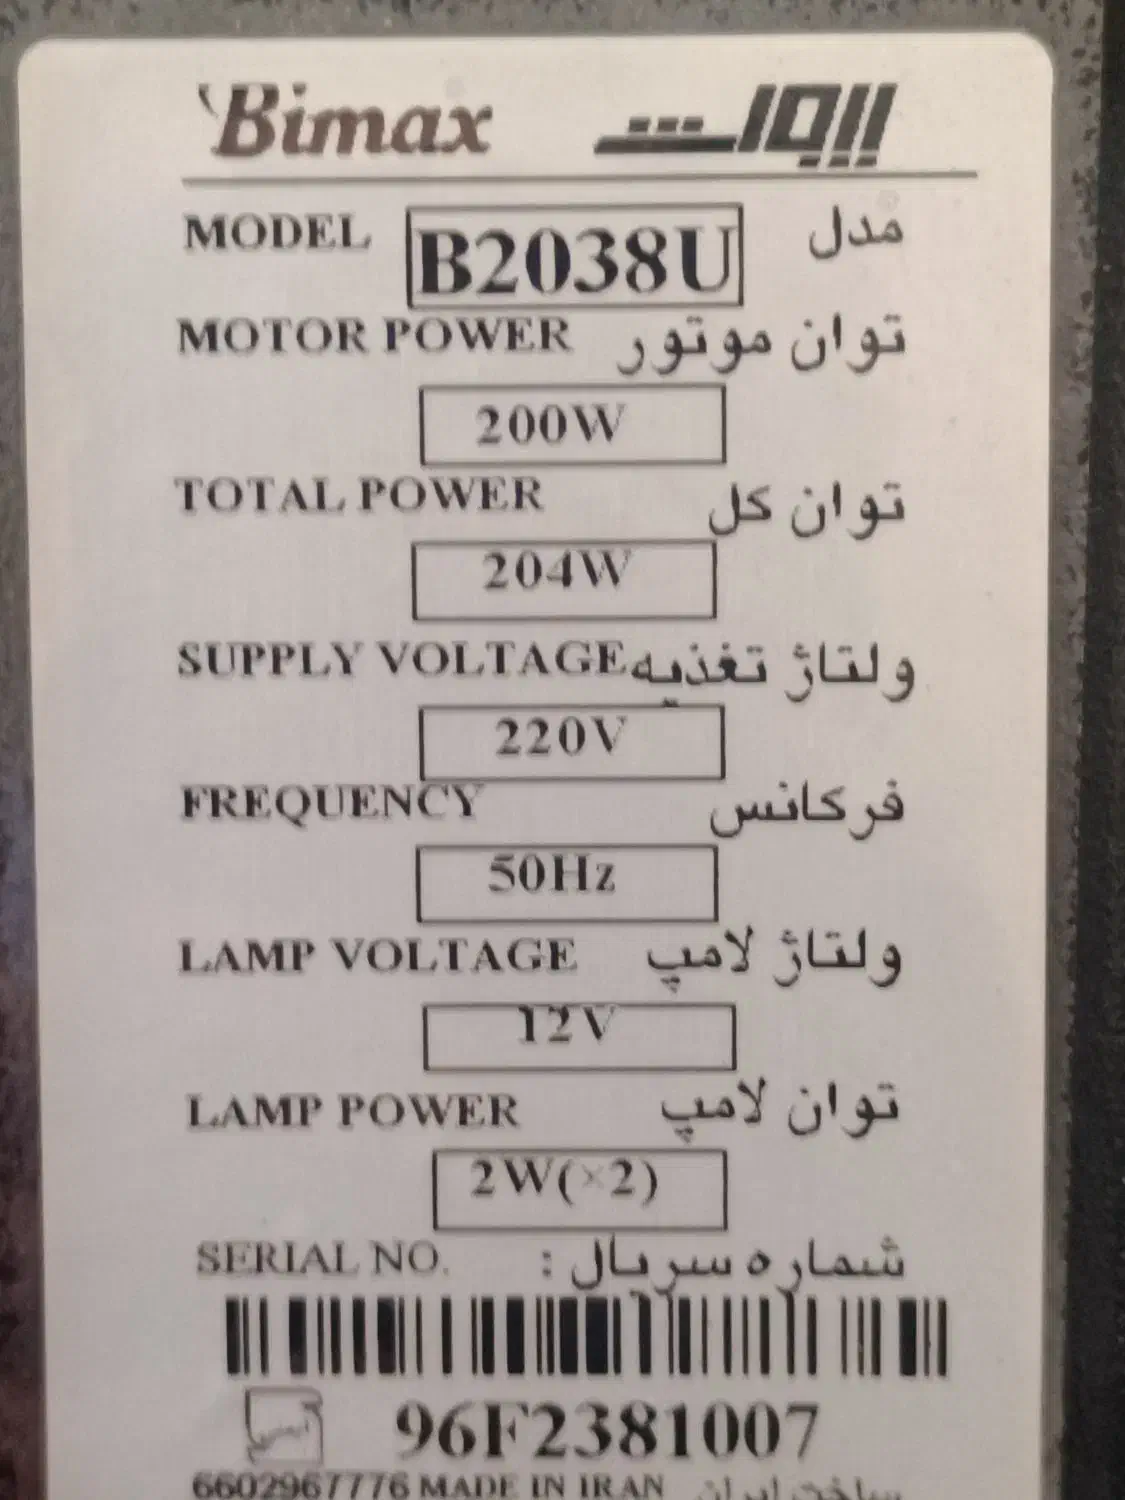 Bimax بیمکث
MODEL B2038U مدل
MOTOR POWER توان موتور
200W
TOTAL POWER توان کل
204W
SUPPLY VOLTAGE ولتاژ تغذیه
220V
FREQUENCY فرکانس
50Hz
LAMP VOLTAGE ولتاژ لامپ
12V
LAMP POWER توان لامپ
2W(×2)
SERIAL NO. شماره سریال :
96F2381007
6602967776 MADE IN IRAN ساخت ایران